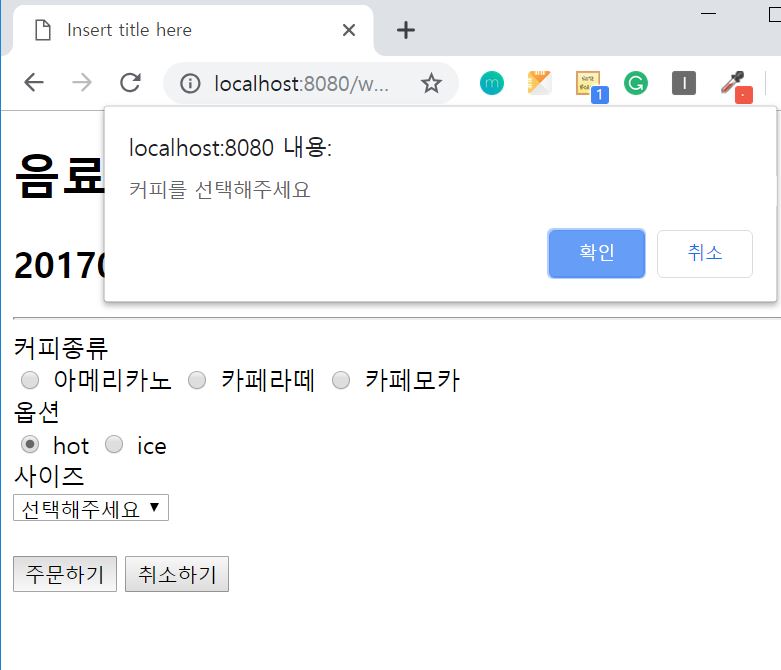 Insert title here
localhost:8080/w...
1
localhost:8080 내용:
커피를 선택해주세요
확인 취소
음료
2017
커피종류
아메리카노 카페라떼 카페모카
옵션
hot ice
사이즈
선택해주세요
주문하기 취소하기